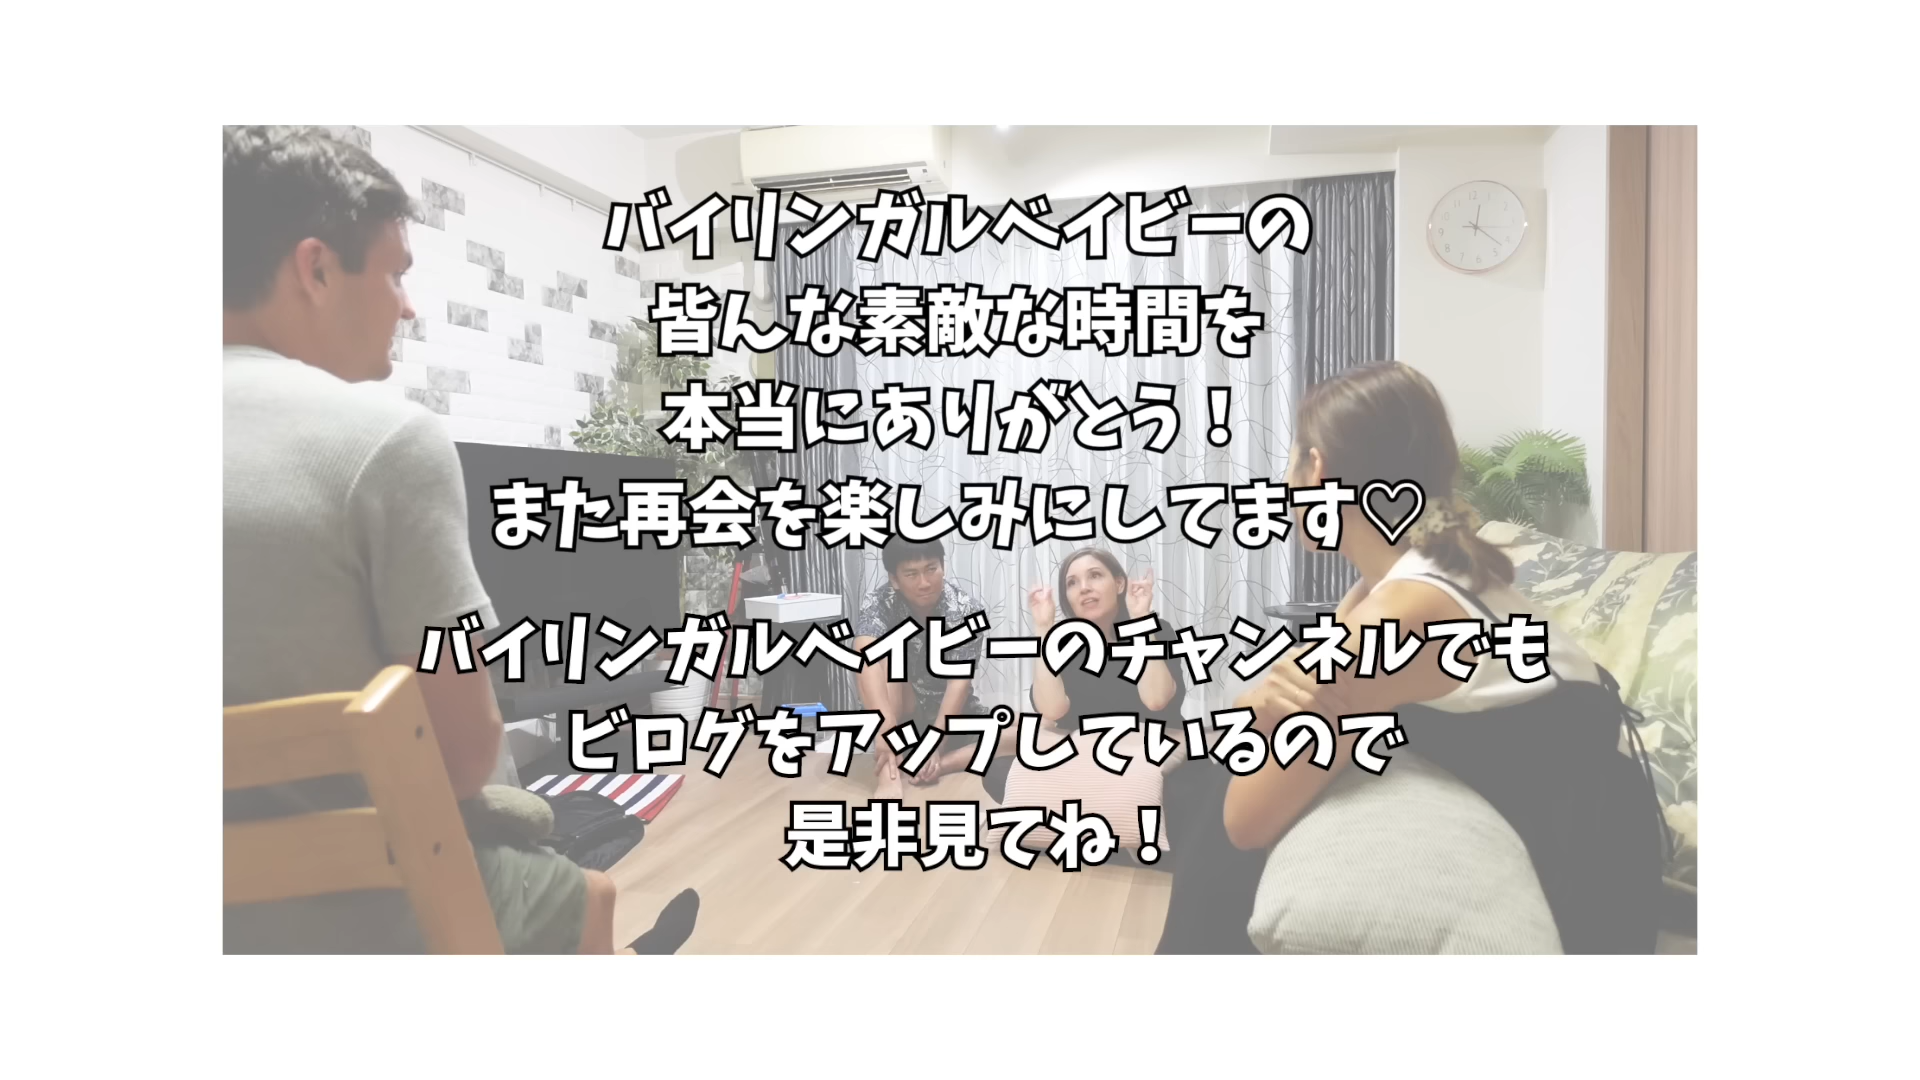 バイリンガルベイビーの
皆んな素敵な時間を
本当にありがとう！
また再会を楽しみにしてます♡
バイリンガルベイビーのチャンネルでも
ビログをアップしているので
是非見てね！